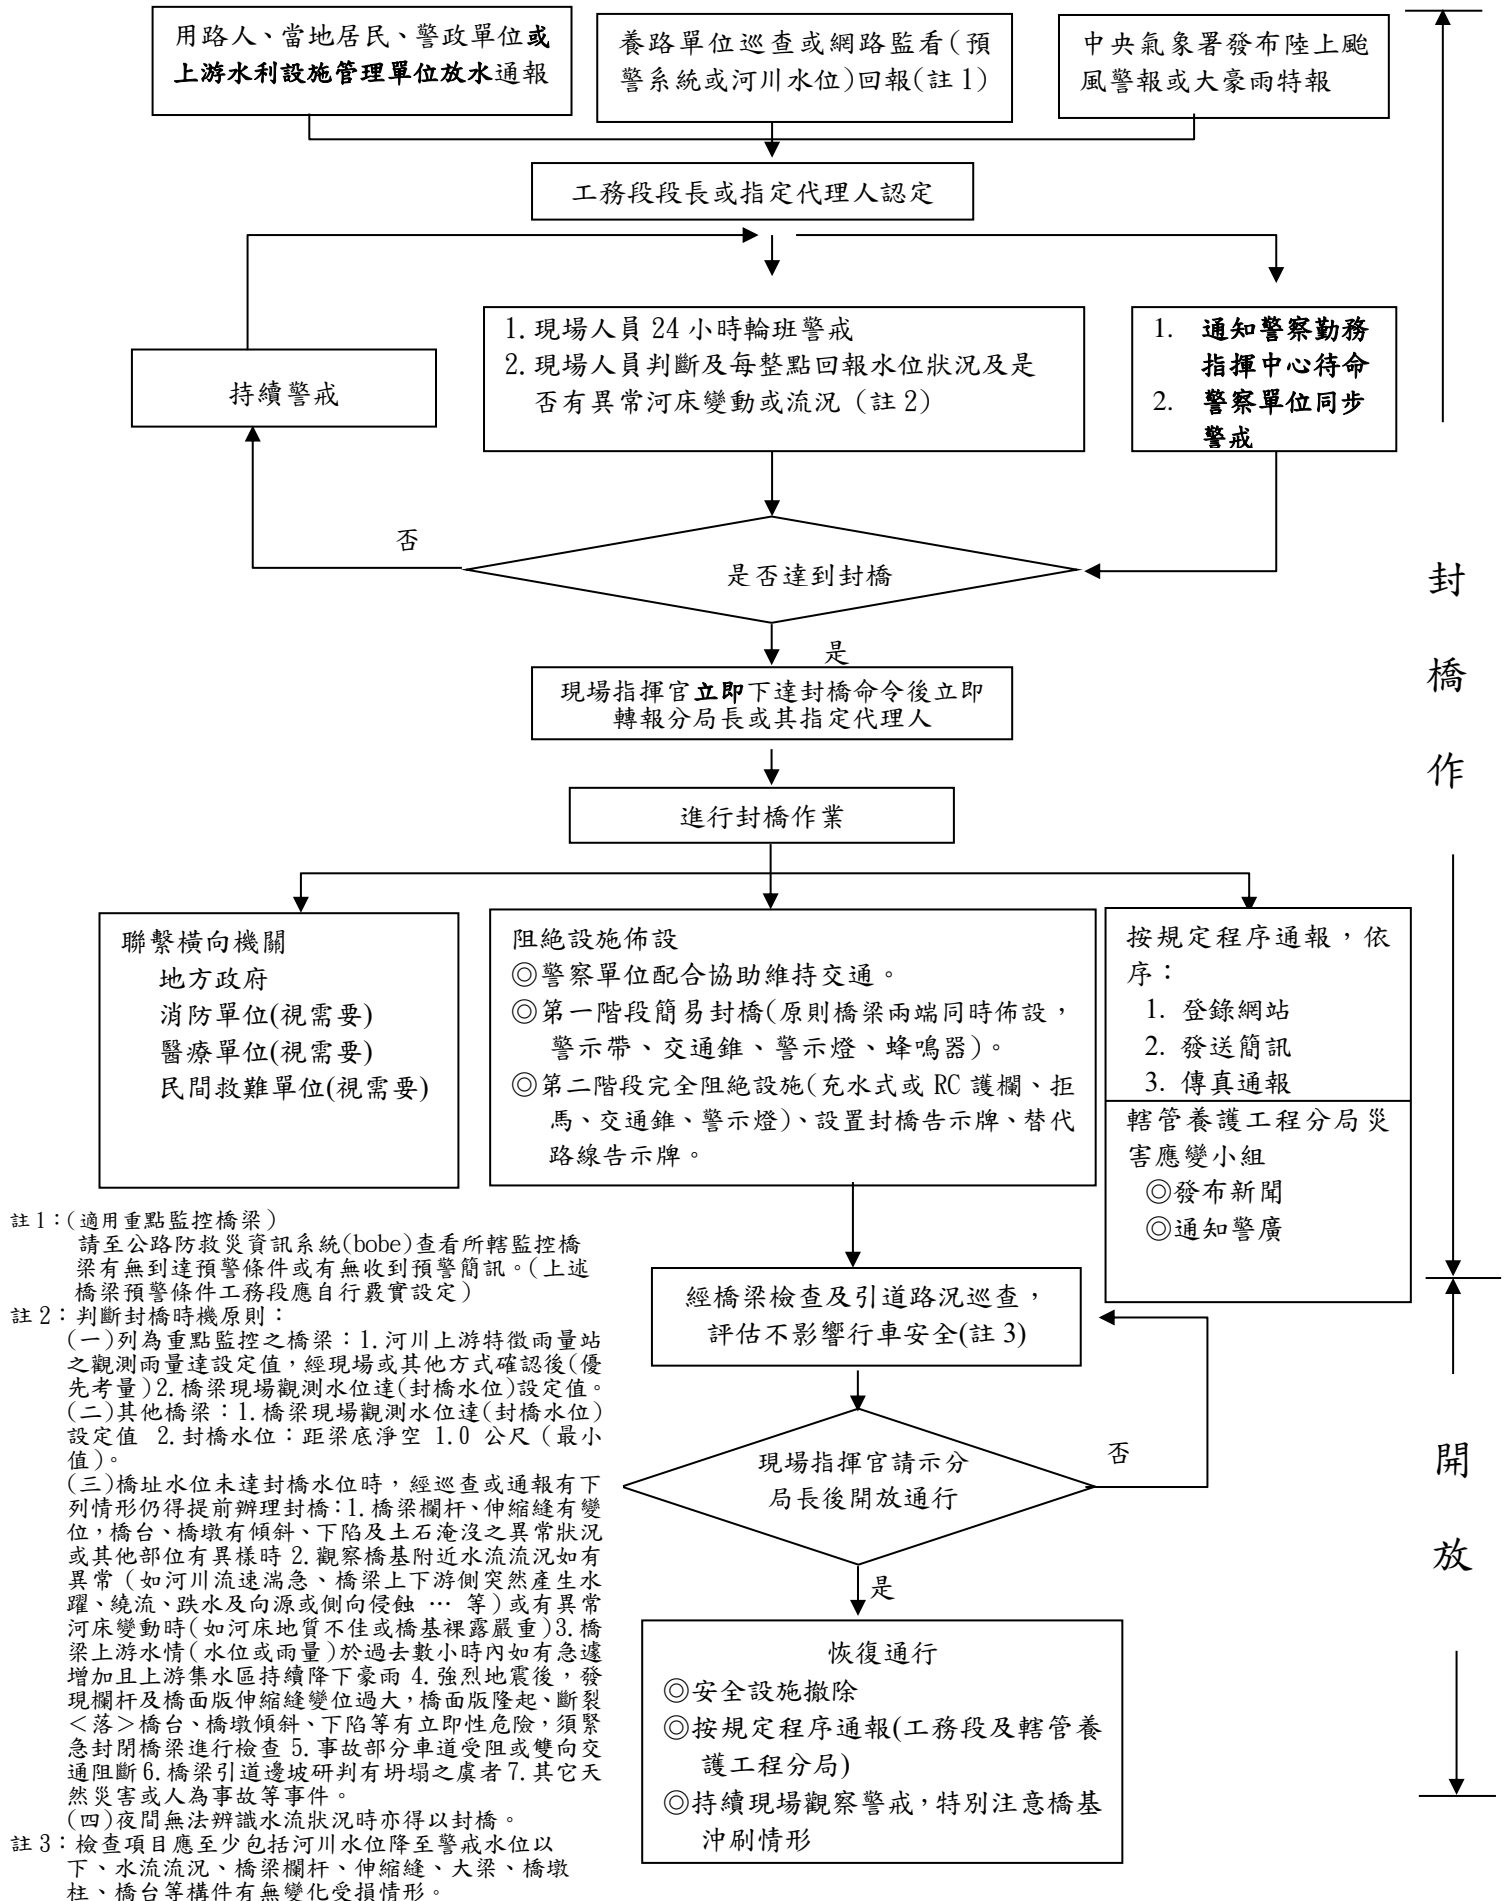 用路人、當地居民、警政單位或
上游水利設施管理單位放水通報
養路單位巡查或網路監看(預
警系統或河川水位)回報(註1)
中央氣象署發布陸上颱
風警報或大豪雨特報
工務段段長或指定代理人認定
持續警戒
1.現場人員24小時輪班警戒
2.現場人員判斷及每整點回報水位狀況及是
否有異常河床變動或流況（註2）
1. 通知警察勤務
指揮中心待命
2. 警察單位同步
警戒
否
是否達到封橋
是
現場指揮官立即下達封橋命令後立即
轉報分局長或其指定代理人
進行封橋作業
聯繫橫向機關
地方政府
消防單位(視需要)
醫療單位(視需要)
民間救難單位(視需要)
阻絕設施佈設
◎警察單位配合協助維持交通。
◎第一階段簡易封橋(原則橋梁兩端同時佈設，
警示帶、交通錐、警示燈、蜂鳴器)。
◎第二階段完全阻絕設施(充水式或RC護欄、拒
馬、交通錐、警示燈)、設置封橋告示牌、替代
路線告示牌。
按規定程序通報，依
序：
1. 登錄網站
2. 發送簡訊
3. 傳真通報
轄管養護工程分局災
害應變小組
◎發布新聞
◎通知警廣
封
橋
作
註1：(適用重點監控橋梁)
請至公路防救災資訊系統(bobe)查看所轄監控橋
梁有無到達預警條件或有無收到預警簡訊。(上述
橋梁預警條件工務段應自行覈實設定)
註2：判斷封橋時機原則：
(一)列為重點監控之橋梁：1.河川上游特徵雨量站
之觀測雨量達設定值，經現場或其他方式確認後(優
先考量)2.橋梁現場觀測水位達(封橋水位)設定值。
(二)其他橋梁：1.橋梁現場觀測水位達(封橋水位)
設定值 2.封橋水位：距梁底淨空 1.0 公尺（最小
值）。
(三)橋址水位未達封橋水位時，經巡查或通報有下
列情形仍得提前辦理封橋：1.橋梁欄杆、伸縮縫有變
位，橋台、橋墩有傾斜、下陷及土石淹沒之異常狀況
或其他部位有異樣時 2.觀察橋基附近水流流況如有
異常（如河川流速湍急、橋梁上下游側突然產生水
躍、繞流、跌水及向源或側向侵蝕 … 等）或有異常
河床變動時(如河床地質不佳或橋基裸露嚴重)3.橋
梁上游水情(水位或雨量)於過去數小時內如有急遽
增加且上游集水區持續降下豪雨 4.強烈地震後，發
現欄杆及橋面版伸縮縫變位過大，橋面版隆起、斷裂
＜落＞橋台、橋墩傾斜、下陷等有立即性危險，須緊
急封閉橋梁進行檢查 5.事故部分車道受阻或雙向交
通阻斷6.橋梁引道邊坡研判有坍塌之虞者7.其它天
然災害或人為事故等事件。
(四)夜間無法辨識水流狀況時亦得以封橋。
註3：檢查項目應至少包括河川水位降至警戒水位以
下、水流流況、橋梁欄杆、伸縮縫、大梁、橋墩
柱、橋台等構件有無變化受損情形。
經橋梁檢查及引道路況巡查，
評估不影響行車安全(註3)
現場指揮官請示分
局長後開放通行
否
是
恢復通行
◎安全設施撤除
◎按規定程序通報(工務段及轄管養
護工程分局)
◎持續現場觀察警戒，特別注意橋基
沖刷情形
開
放